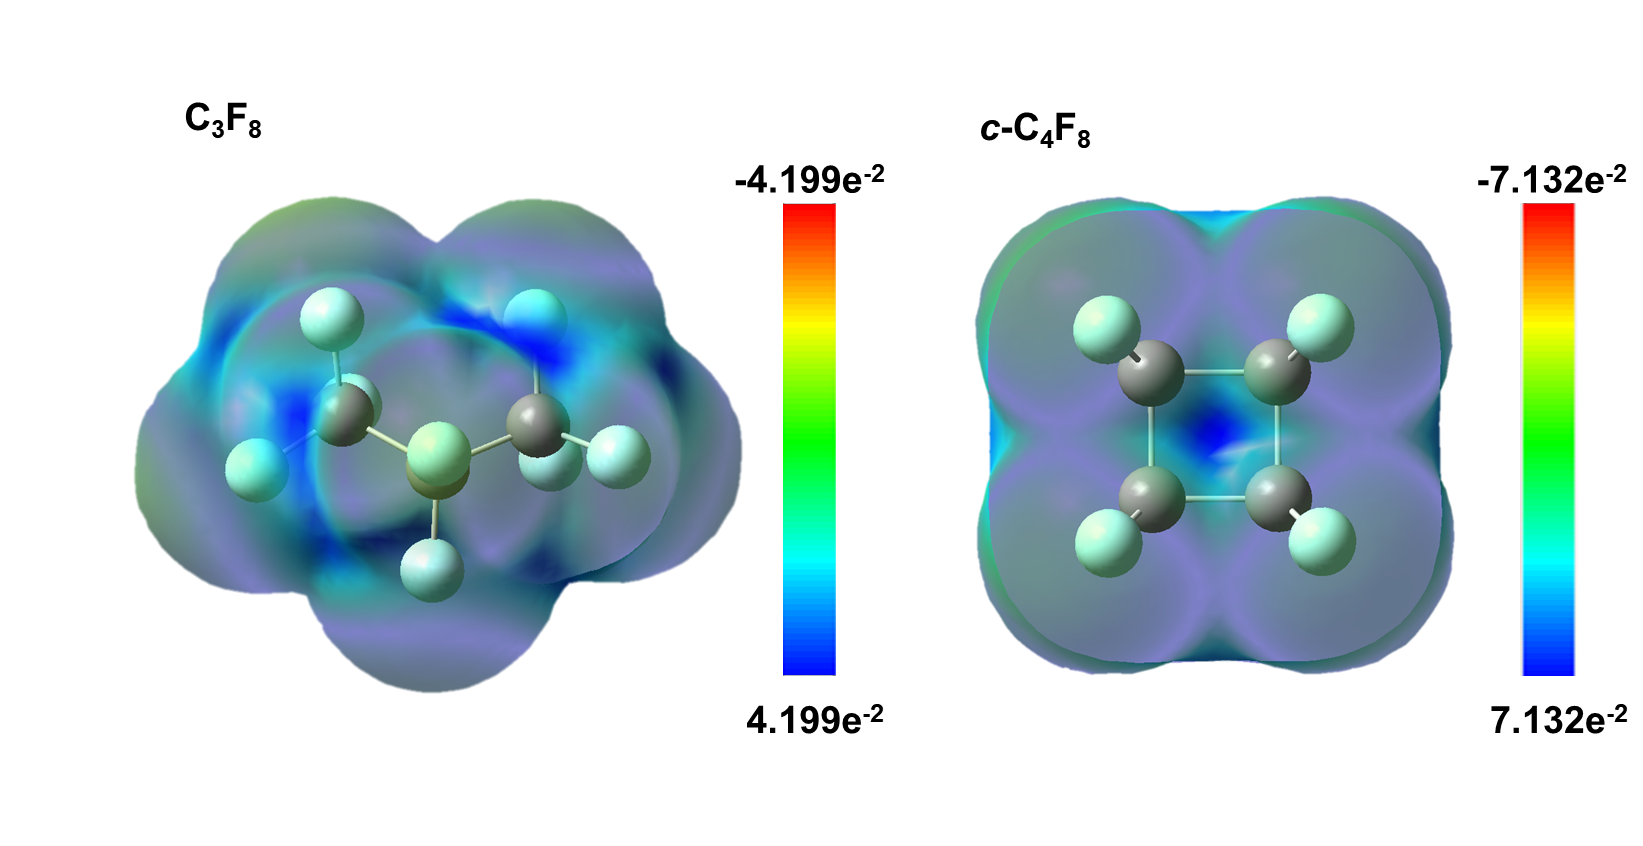 C₃F₈
c-C₄F₈
-4.199e⁻²
4.199e⁻²
-7.132e⁻²
7.132e⁻²